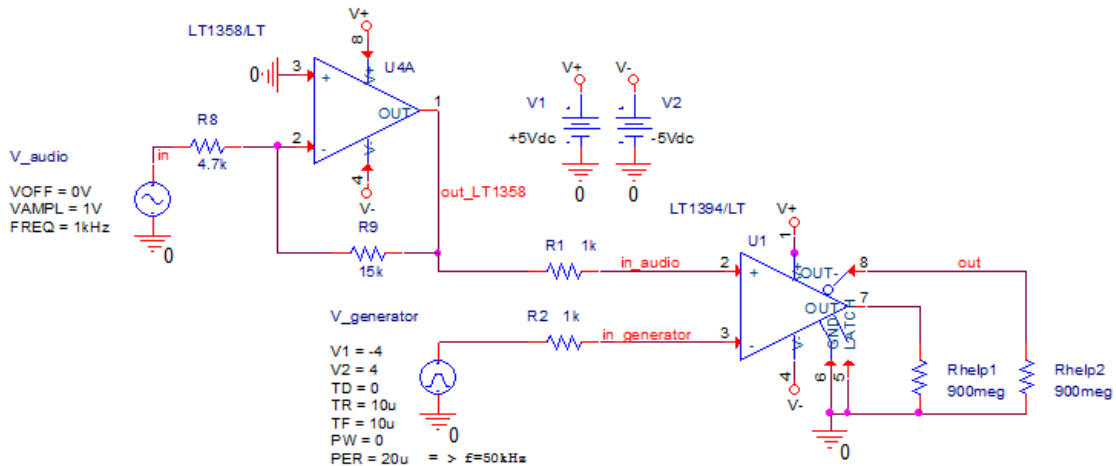 LT1358/LT
V+
8
U4A
V+
0
3
+
OUT
1
R8
2
-
V-
4
V-
in
4.7k
V_audio
VOFF = 0V
VAMPL = 1V
FREQ = 1kHz
0
R9
15k
out_LT1358
V+
V-
V1
V2
+5Vdc
-5Vdc
0
0
LT1394/LT
V+
1
U1
R1 1k
in_audio
2
+
V+
OUT-
8
out
OUT
7
GND
LATCH
V_generator
R2 1k
in_generator
3
-
V-
4
V-
6
5
V1 = -4
V2 = 4
TD = 0
TR = 10u
TF = 10u
PW = 0
PER = 20u = > f=50kHz
0
Rhelp1
900meg
Rhelp2
900meg
0